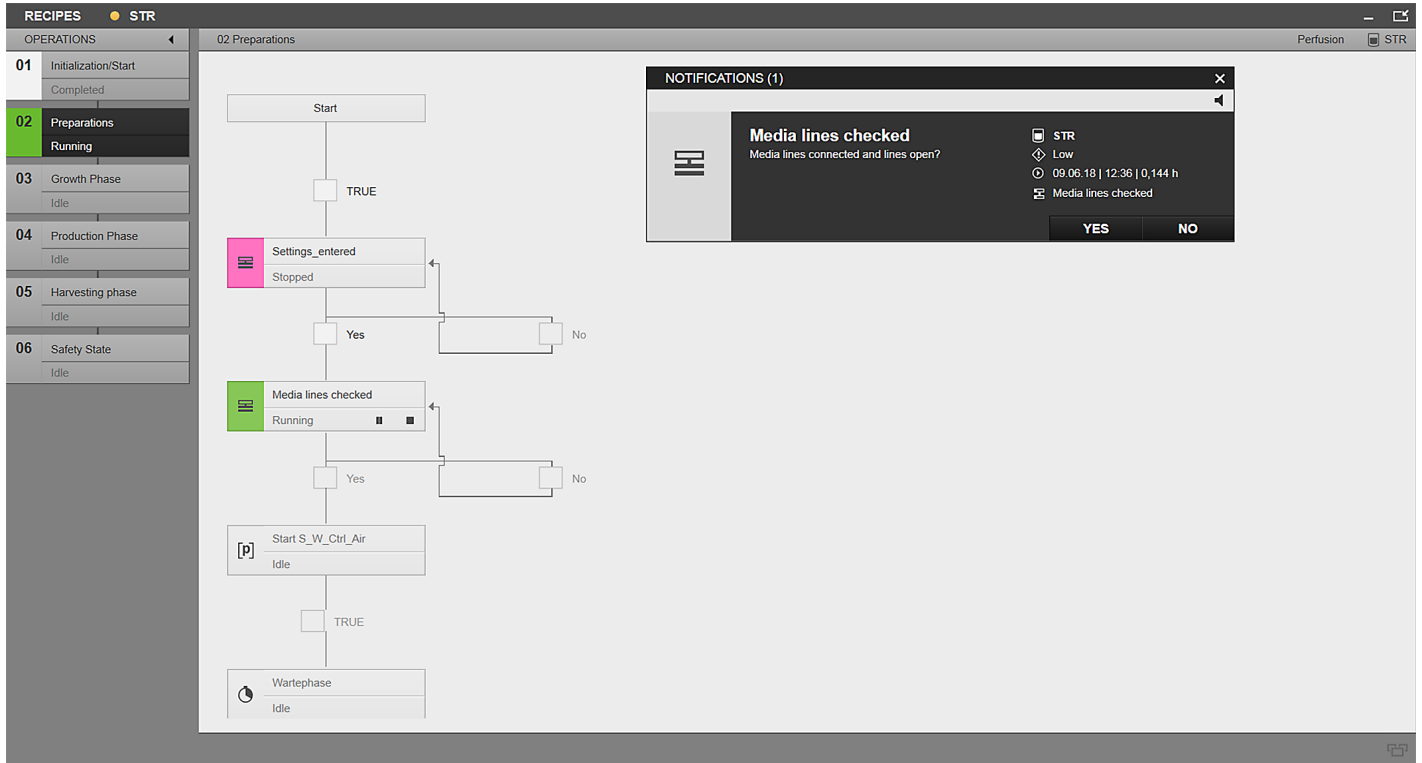 RECIPES STR
OPERATIONS
02 Preparations
Perfusion STR
01 Initialization/Start
Completed
02 Preparations
Running
03 Growth Phase
Idle
04 Production Phase
Idle
05 Harvesting phase
Idle
06 Safety State
Idle
Start
TRUE
Settings_entered
Stopped
Yes
No
Media lines checked
Running
Yes
No
[p] Start S_W_Ctrl_Air
Idle
TRUE
Wartephase
Idle
NOTIFICATIONS (1)
Media lines checked
Media lines connected and lines open?
STR
Low
09.06.18 | 12:36 | 0,144 h
Media lines checked
YES NO